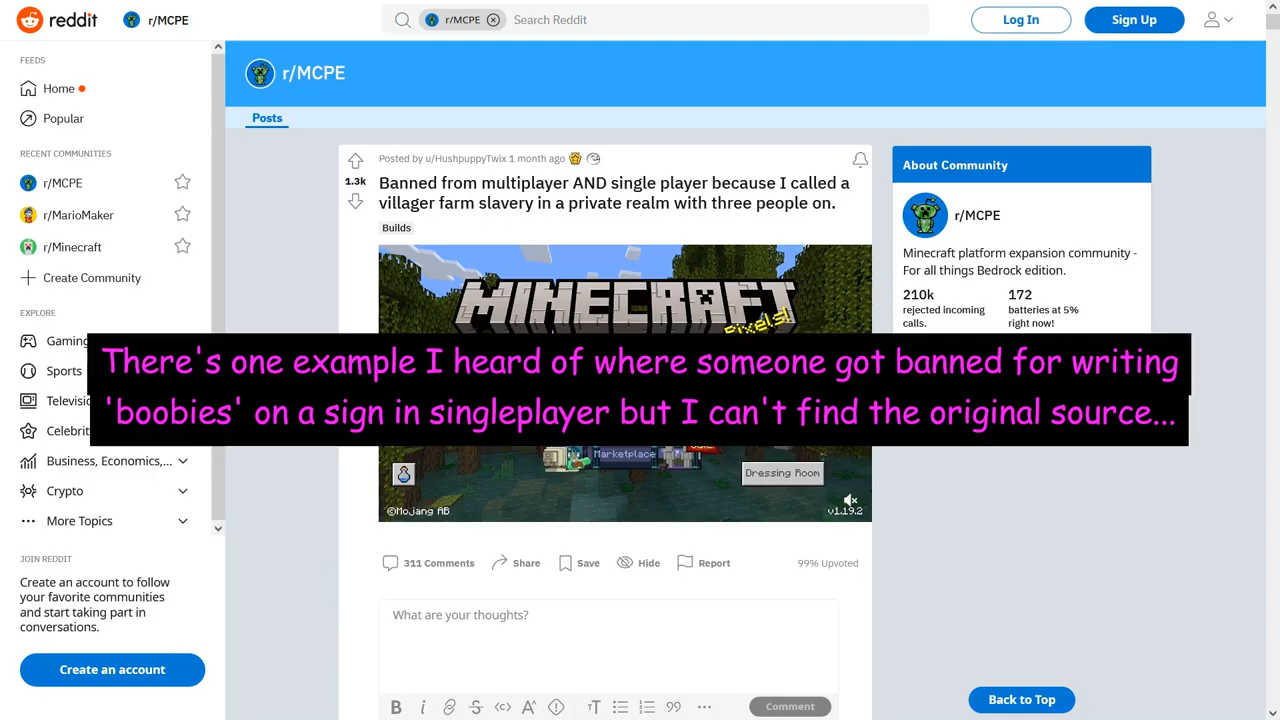 reddit
r/MCPE
r/MCPE
Search Reddit
Log In
Sign Up
FEEDS
Home
Popular
RECENT COMMUNITIES
r/MCPE
r/MarioMaker
r/Minecraft
Create Community
EXPLORE
Gaming
Sports
Televisi
Celebrit
Business, Economics,...
Crypto
More Topics
JOIN REDDIT
Create an account to follow
your favorite communities
and start taking part in
conversations.
Create an account
r/MCPE
Posts
Posted by u/HushpuppyTwix 1 month ago
1.3k
Banned from multiplayer AND single player because I called a
villager farm slavery in a private realm with three people on.
Builds
MINECRAFT
Pixels!
There's one example I heard of where someone got banned for writing
'boobies' on a sign in singleplayer but I can't find the original source...
Marketplace
Dressing Room
©Mojang AB
v1.19.2
311 Comments
Share
Save
Hide
Report
99% Upvoted
What are your thoughts?
B
i
Comment
About Community
r/MCPE
Minecraft platform expansion community -
For all things Bedrock edition.
210k
rejected incoming
calls.
172
batteries at 5%
right now!
Back to Top